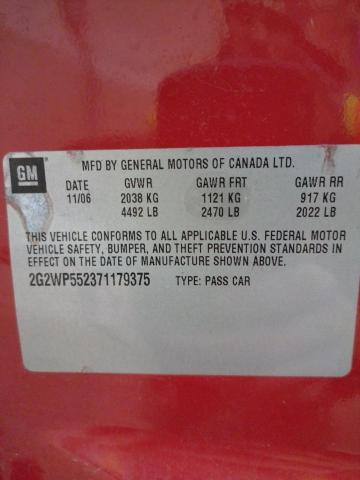 GM
MFD BY GENERAL MOTORS OF CANADA LTD.
DATE GVWR GAWR FRT GAWR RR
11/06 2038 KG 1121 KG 917 KG
4492 LB 2470 LB 2022 LB
THIS VEHICLE CONFORMS TO ALL APPLICABLE U.S. FEDERAL MOTOR
VEHICLE SAFETY, BUMPER, AND THEFT PREVENTION STANDARDS IN
EFFECT ON THE DATE OF MANUFACTURE SHOWN ABOVE.
2G2WP552371179375 TYPE: PASS CAR